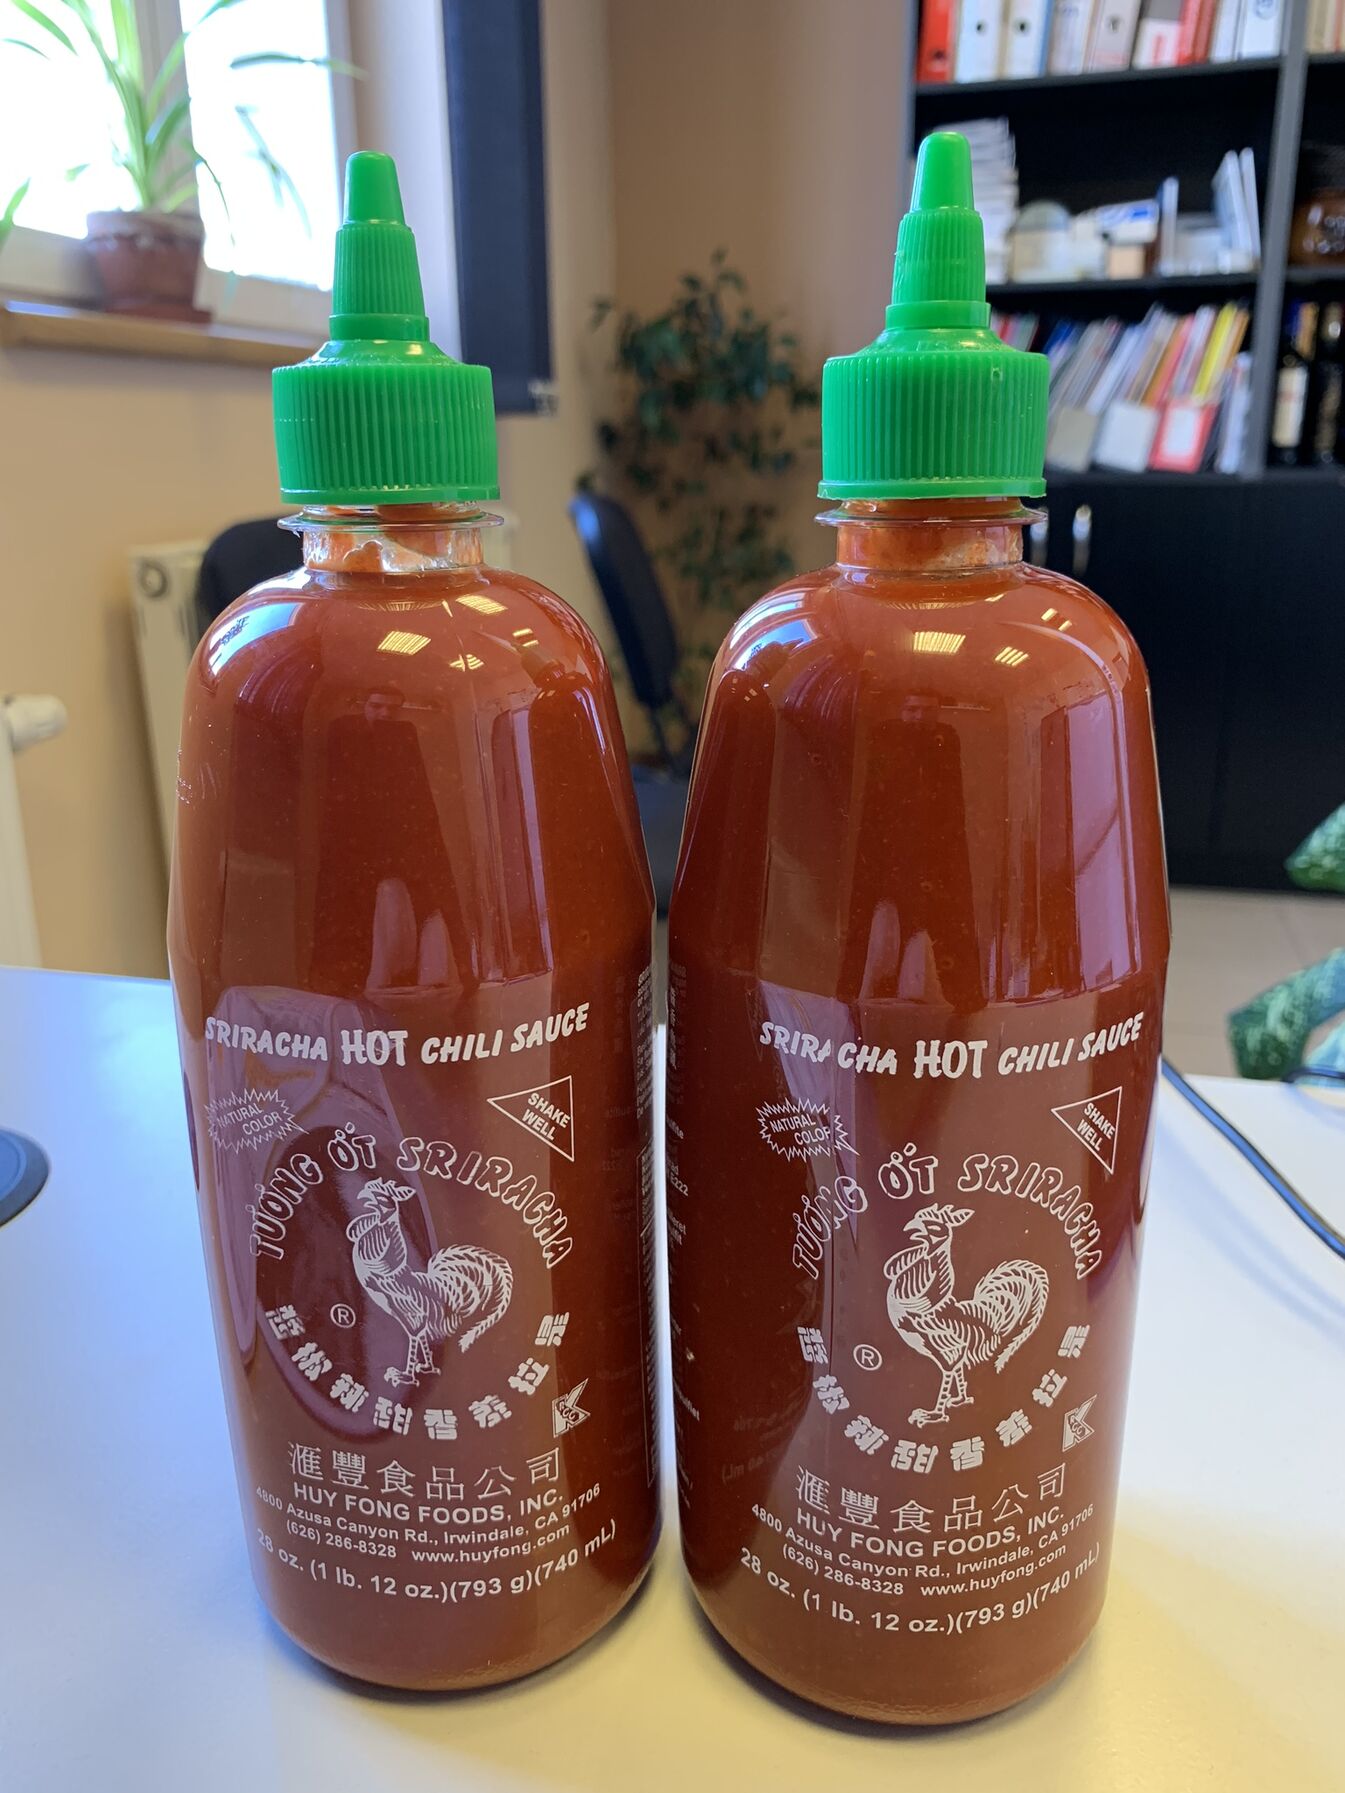 SRIRACHA HOT CHILI SAUCE
NATURAL COLOR
SHAKE WELL
TƯƠNG ỚT SRIRACHA
®
是拉差香甜辣椒醬
滙豐食品公司
HUY FONG FOODS, INC.
4800 Azusa Canyon Rd., Irwindale, CA 91706
(626) 286-8328 www.huyfong.com
28 oz. (1 lb. 12 oz.)(793 g)(740 mL)
SRIRACHA HOT CHILI SAUCE
NATURAL COLOR
SHAKE WELL
TƯƠNG ỚT SRIRACHA
®
是拉差香甜辣椒醬
滙豐食品公司
HUY FONG FOODS, INC.
4800 Azusa Canyon Rd., Irwindale, CA 91706
(626) 286-8328 www.huyfong.com
28 oz. (1 lb. 12 oz.)(793 g)(740 mL)